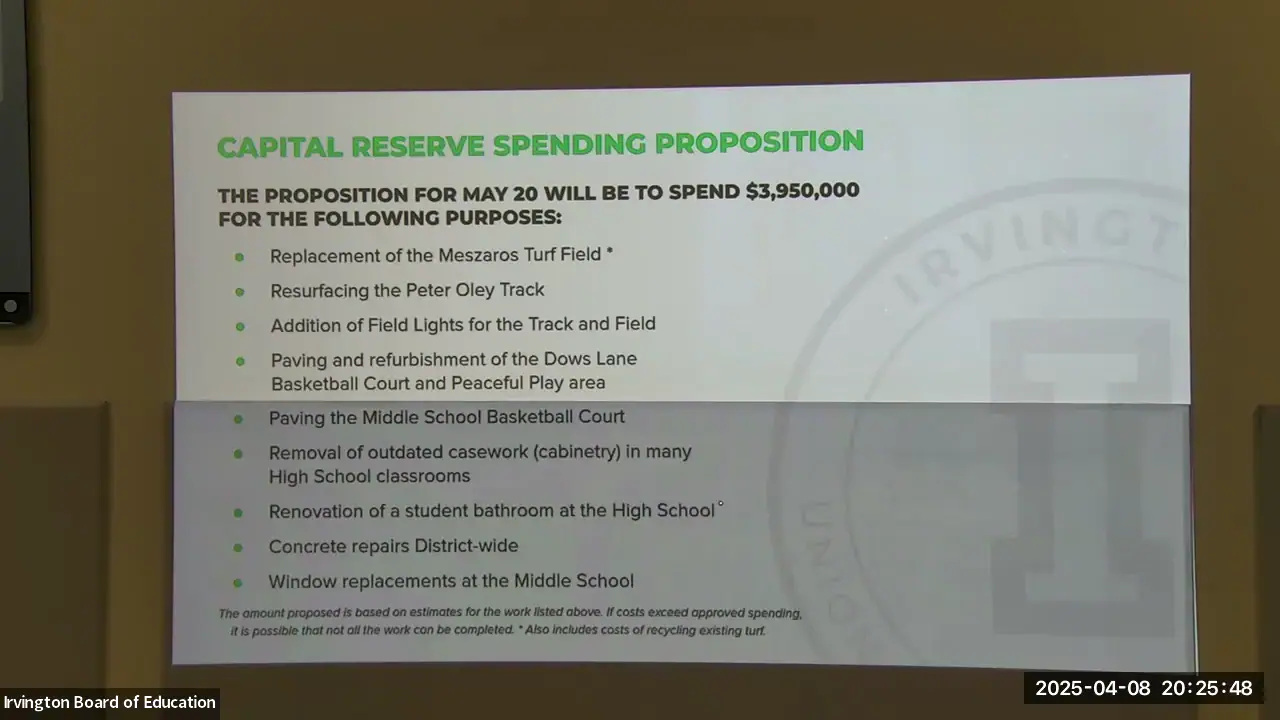 CAPITAL RESERVE SPENDING PROPOSITION
THE PROPOSITION FOR MAY 20 WILL BE TO SPEND $3,950,000
FOR THE FOLLOWING PURPOSES:
Replacement of the Meszaros Turf Field *
Resurfacing the Peter Oley Track
Addition of Field Lights for the Track and Field
Paving and refurbishment of the Dows Lane
Basketball Court and Peaceful Play area
Paving the Middle School Basketball Court
Removal of outdated casework (cabinetry) in many
High School classrooms
Renovation of a student bathroom at the High School°
Concrete repairs District-wide
Window replacements at the Middle School
The amount proposed is based on estimates for the work listed above. If costs exceed approved spending,
it is possible that not all the work can be completed. * Also includes costs of recycling existing turf.
IRVINGT
I
UNION
Irvington Board of Education
2025-04-08 20:25:48